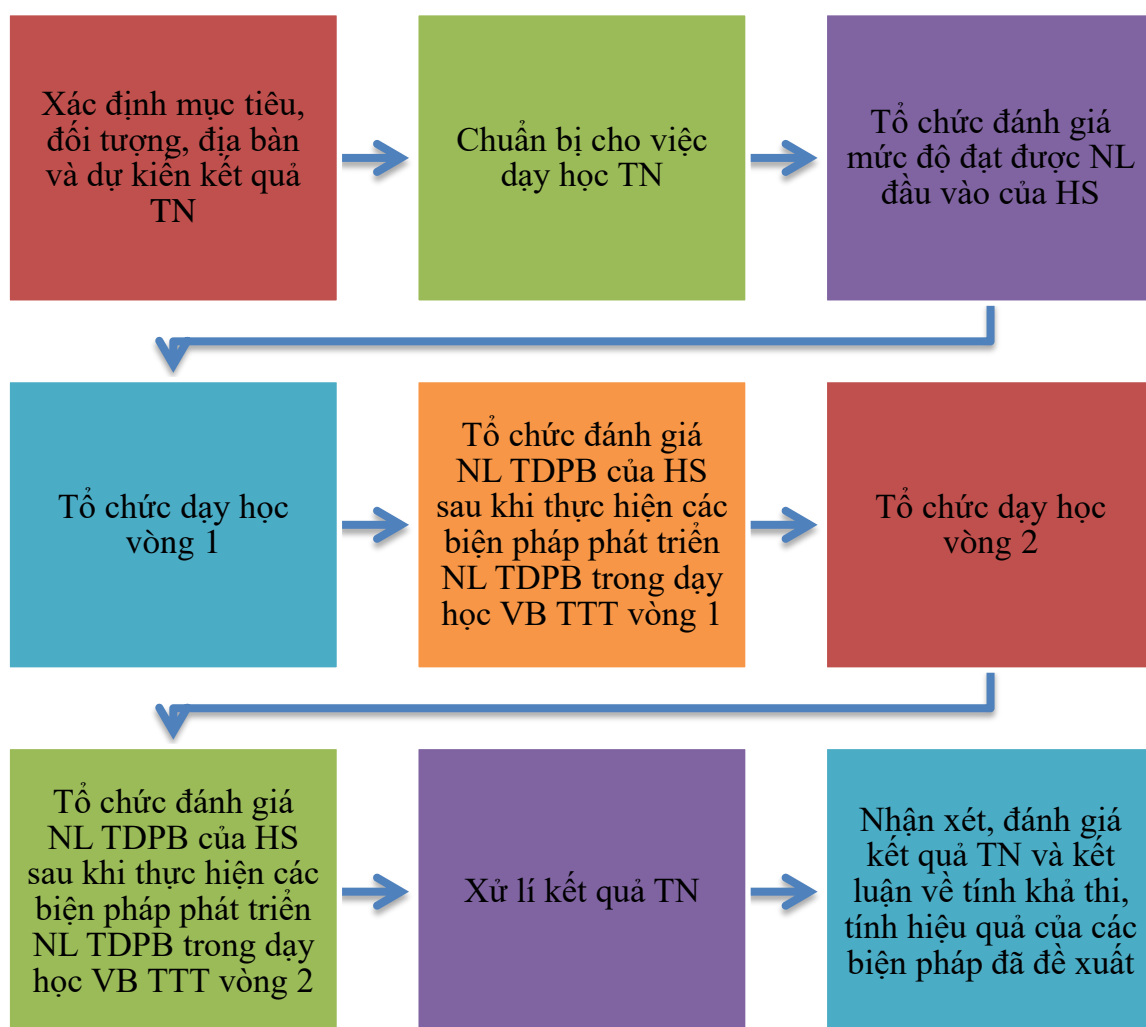 Xác định mục tiêu,
đối tượng, địa bàn
và dự kiến kết quả
TN
Chuẩn bị cho việc
dạy học TN
Tổ chức đánh giá
mức độ đạt được NL
đầu vào của HS
Tổ chức dạy học
vòng 1
Tổ chức đánh giá
NL TDPB của HS
sau khi thực hiện các
biện pháp phát triển
NL TDPB trong dạy
học VB TTT vòng 1
Tổ chức dạy học
vòng 2
Tổ chức đánh giá
NL TDPB của HS
sau khi thực hiện các
biện pháp phát triển
NL TDPB trong dạy
học VB TTT vòng 2
Xử lí kết quả TN
Nhận xét, đánh giá
kết quả TN và kết
luận về tính khả thi,
tính hiệu quả của các
biện pháp đã đề xuất